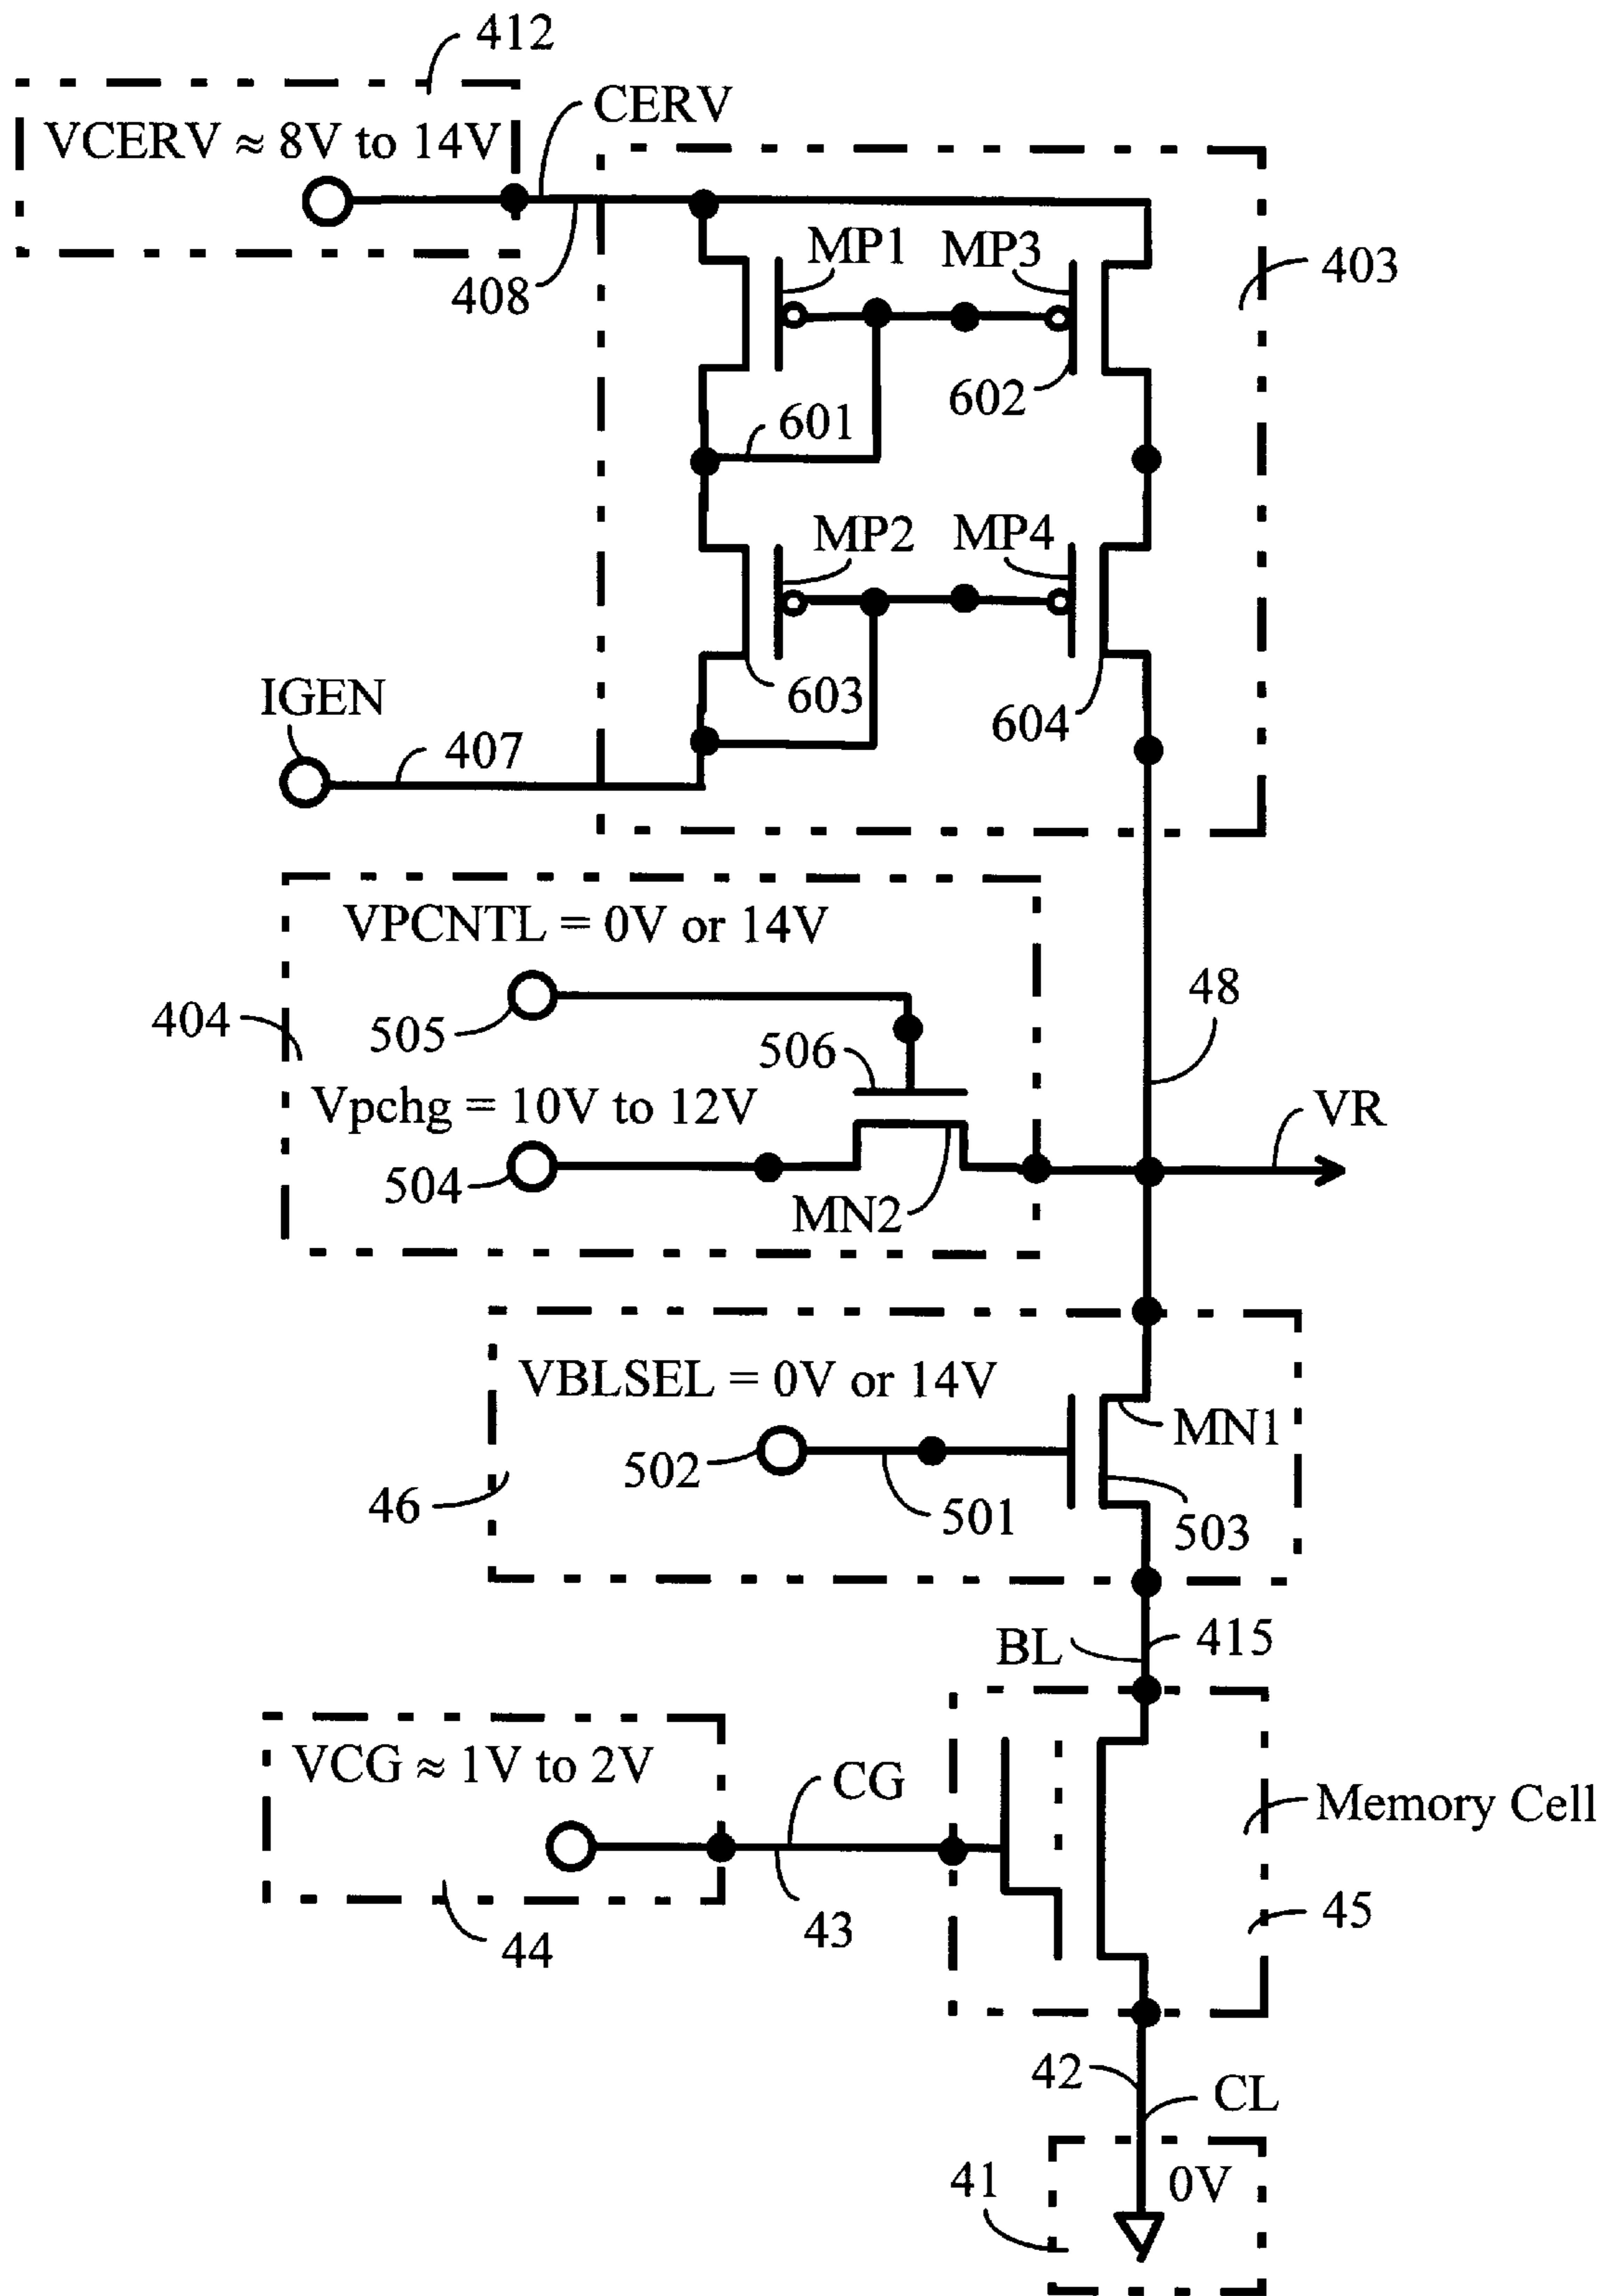 412
CERV
VCERV ≈ 8V to 14V
408
MP1
MP3
403
602
601
MP2
MP4
603
604
IGEN
407
VPCNTL = 0V or 14V
48
404
505
506
Vpchg = 10V to 12V
VR
504
MN2
VBLSEL = 0V or 14V
MN1
502
46
501
503
BL
415
VCG ≈ 1V to 2V
CG
Memory Cell
43
45
44
42
CL
41
0V